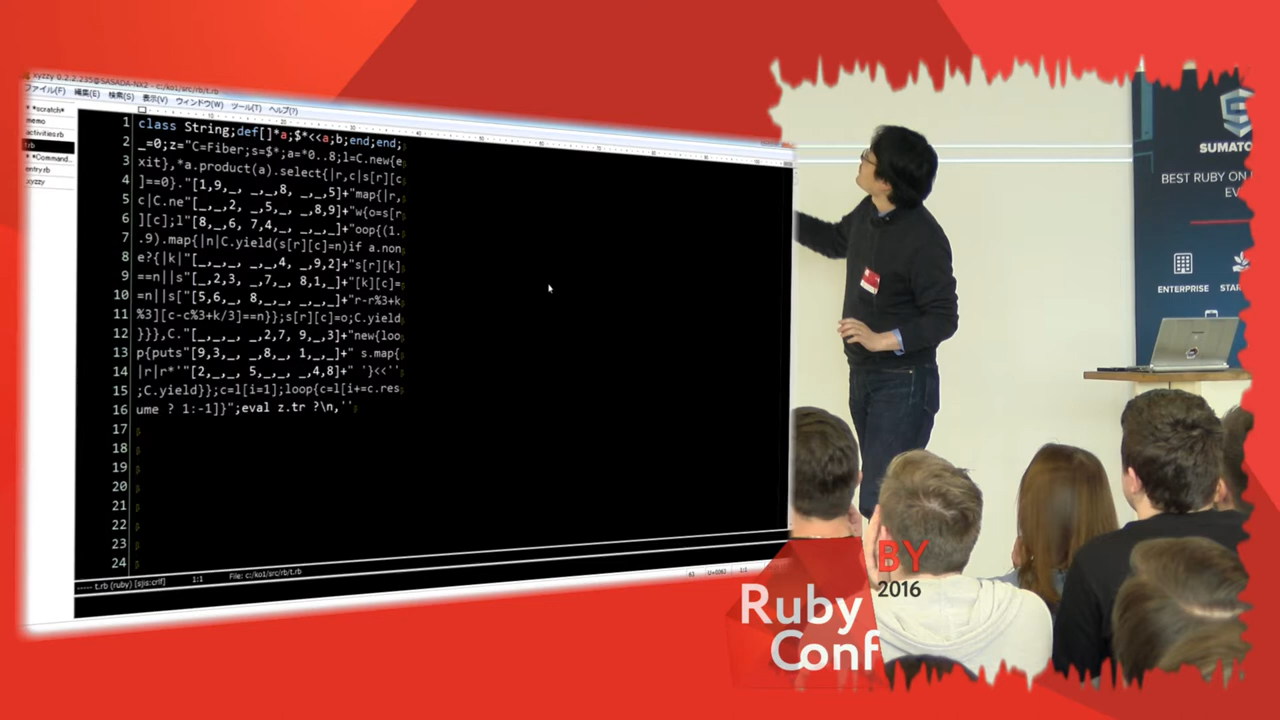 xyzzy 0.2.2.235@SASADA-NX2 - c:/ko1/src/rb/t.rb
ファイル(F) 編集(E) 検索(S) 表示(V) ウィンドウ(W) ツール(T) ヘルプ(?)
*scratch*
memo
activities.rb
t.rb
*Command..
entry.rb
xyzzy
1 class String;def[]*a;$*<<a;b;end;end;
2 _=0;z="C=Fiber;s=$*;a=*0..8;l=C.new{e
3 xit},*a.product(a).select{|r,c|s[r][c
4 ]==0}."[1,9,_, _,_,8, _,_,5]+"map{|r,
5 c|C.ne"[_,_,2, _,5,_, _,8,9]+"w{o=s[r
6 ][c];l"[8,_,6, 7,4,_, _,_,_]+"oop{(1.
7 .9).map{|n|C.yield(s[r][c]=n)if a.non
8 e?{|k|"[_,_,_, _,_,4, _,9,2]+"s[r][k]
9 ==n||s"[_,2,3, _,7,_, 8,1,_]+"[k][c]=
10 =n||s["[5,6,_, 8,_,_, _,_,_]+"r-r%3+k
11 %3][c-c%3+k/3]==n}};s[r][c]=o;C.yield
12 }}},C."[_,_,_, _,2,7, 9,_,3]+"new{loo
13 p{puts"[9,3,_, _,8,_, 1,_,_]+" s.map{
14 |r|r*'"[2,_,_, 5,_,_, _,4,8]+" '}<<''
15 ;C.yield}};c=l[i=1];loop{c=l[i+=c.res
16 ume ? 1:-1]}";eval z.tr ?\n,''
17
18
19
20
21
22
23
24
----- t.rb (ruby) [sjis:crlf] 1:1 File: c:/ko1/src/rb/t.rb
SUMATO
BEST RUBY ON
EV
ENTERPRISE STAR
BY
2016
Ruby
Conf